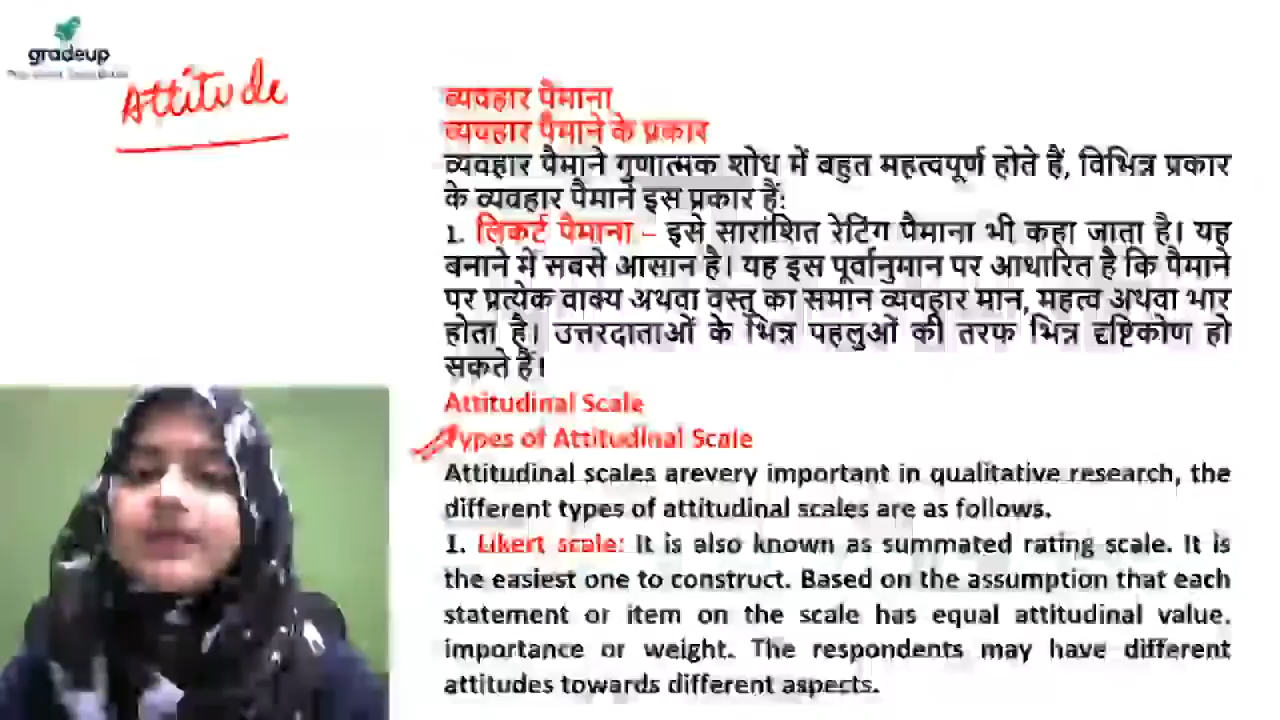 gradeup
Attitude
व्यवहार पैमाना
व्यवहार पैमाने के प्रकार
व्यवहार पैमाने गुणात्मक शोध में बहुत महत्वपूर्ण होते हैं, विभिन्न प्रकार
के व्यवहार पैमाने इस प्रकार हैं:
1. लिकर्ट पैमाना – इसे सारांशित रेटिंग पैमाना भी कहा जाता है। यह
बनाने में सबसे आसान है। यह इस पूर्वानुमान पर आधारित है कि पैमाने
पर प्रत्येक वाक्य अथवा वस्तु का समान व्यवहार मान, महत्व अथवा भार
होता है। उत्तरदाताओं के भिन्न पहलुओं की तरफ भिन्न दृष्टिकोण हो
सकते हैं।
Attitudinal Scale
Types of Attitudinal Scale
Attitudinal scales arevery important in qualitative research, the
different types of attitudinal scales are as follows.
1. Likert scale: It is also known as summated rating scale. It is
the easiest one to construct. Based on the assumption that each
statement or item on the scale has equal attitudinal value.
importance or weight. The respondents may have different
attitudes towards different aspects.